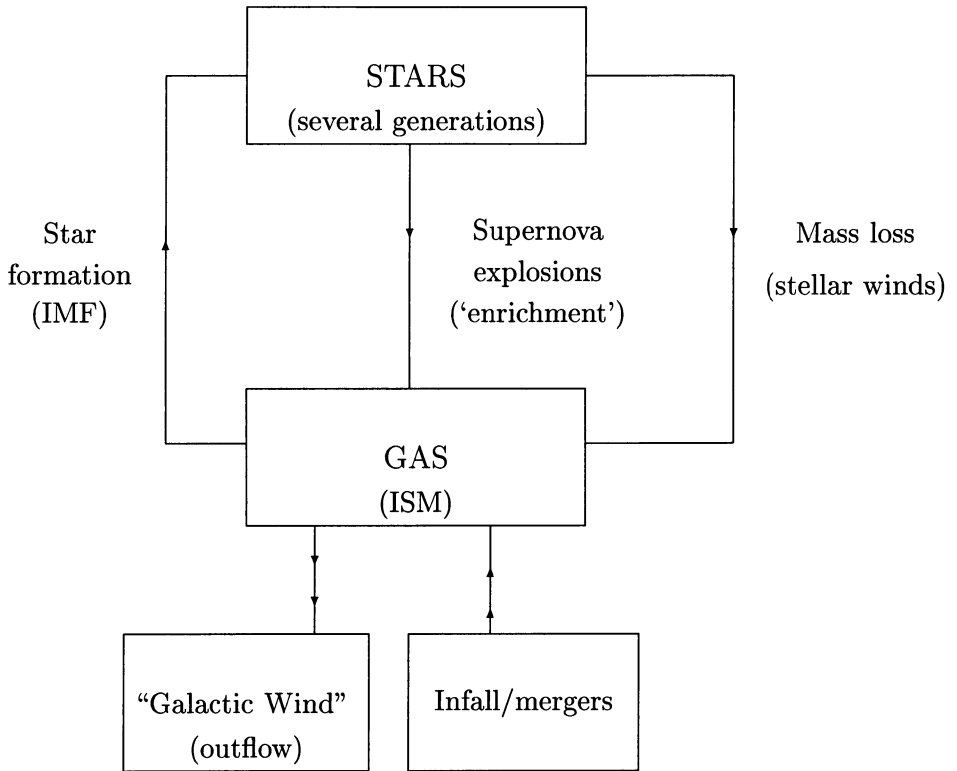 STARS
(several generations)
Star
formation
(IMF)
Supernova
explosions
(‘enrichment’)
Mass loss
(stellar winds)
GAS
(ISM)
“Galactic Wind”
(outflow)
Infall/mergers